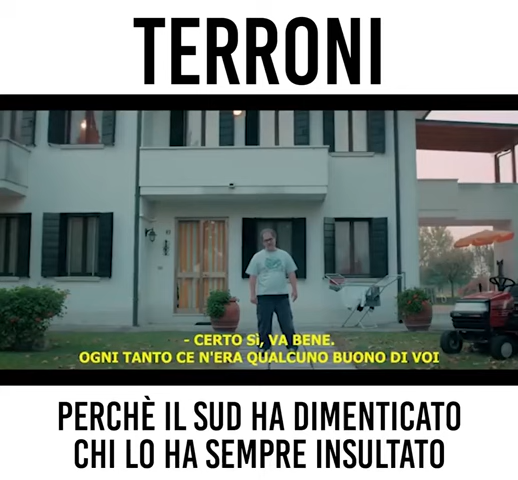 TERRONI
- CERTO SÌ, VA BENE.
OGNI TANTO CE N'ERA QUALCUNO BUONO DI VOI
PERCHÈ IL SUD HA DIMENTICATO
CHI LO HA SEMPRE INSULTATO